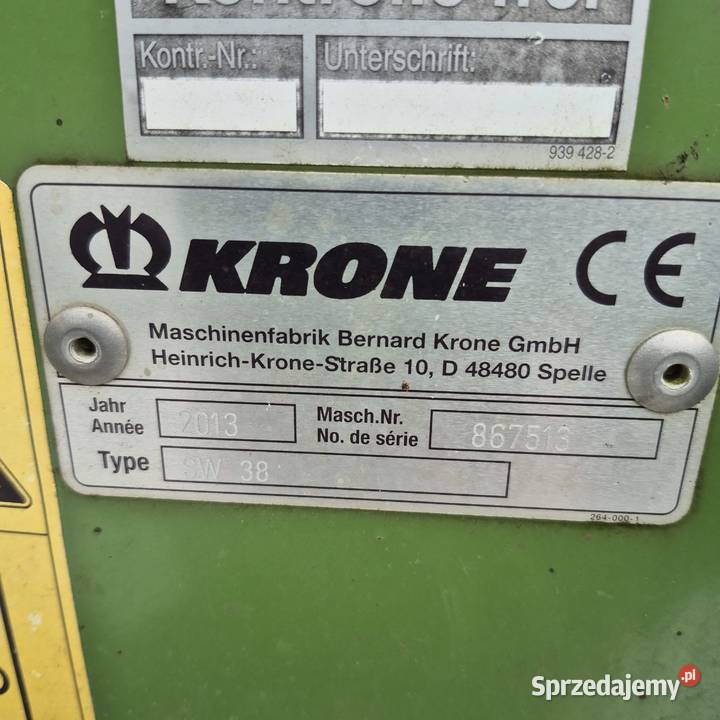 Kontr.-Nr.: Unterschrift:
939 428-2
KRONE CE
Maschinenfabrik Bernard Krone GmbH
Heinrich-Krone-Straße 10, D 48480 Spelle
Jahr
Année 2013
Masch.Nr.
No. de série 867513
Type SW 38
264-000-1
Sprzedajemy.pl